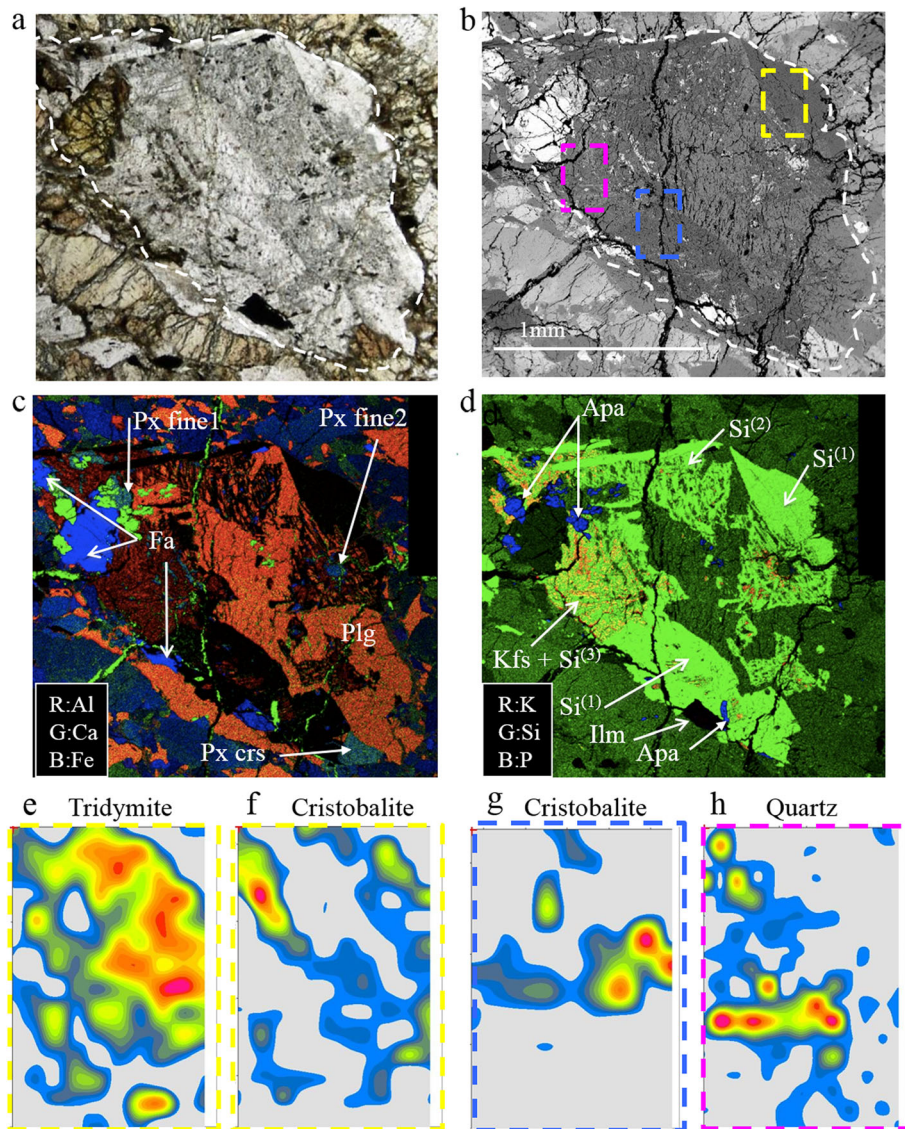 a
b
1mm
c
Px fine1
Px fine2
Fa
Plg
Px crs
R:Al
G:Ca
B:Fe
d
Apa
Si(2)
Si(1)
Kfs + Si(3)
Si(1)
Ilm
Apa
R:K
G:Si
B:P
e Tridymite
f Cristobalite
g Cristobalite
h Quartz